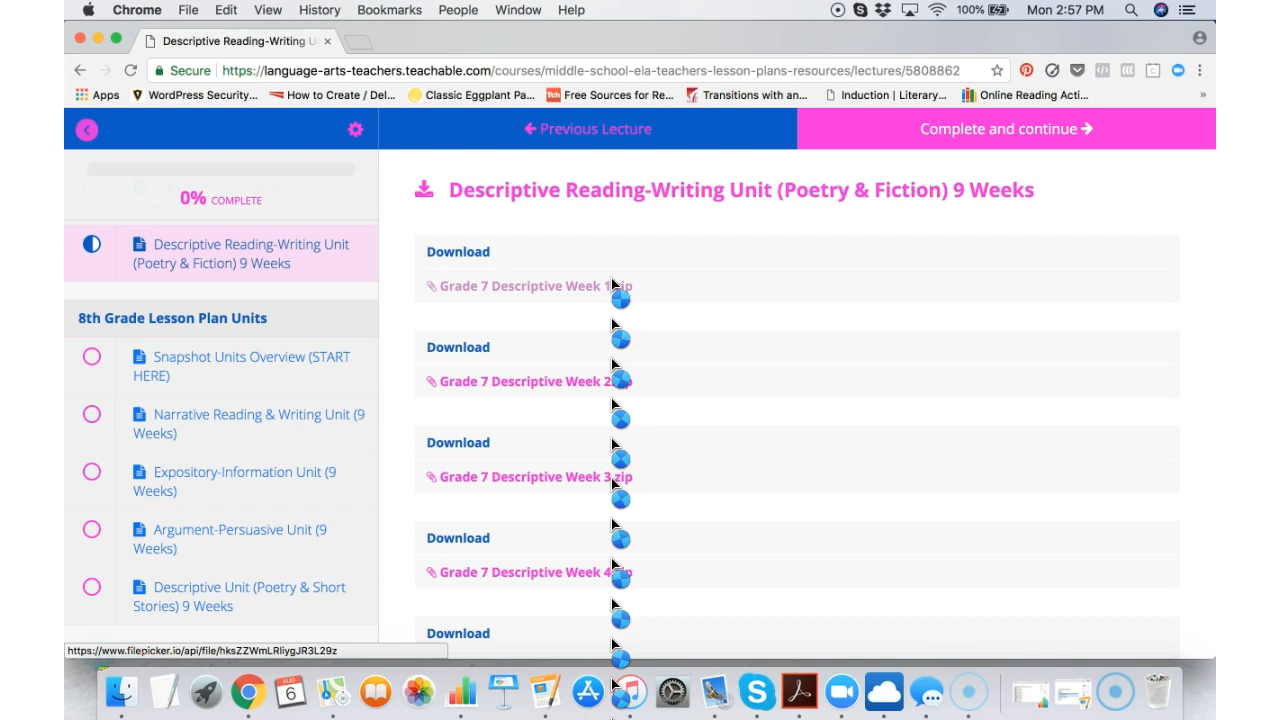 Chrome File Edit View History Bookmarks People Window Help 100% Mon 2:57 PM
Descriptive Reading-Writing U
Secure https://language-arts-teachers.teachable.com/courses/middle-school-ela-teachers-lesson-plans-resources/lectures/5808862
Apps WordPress Security... How to Create / Del... Classic Eggplant Pa... Free Sources for Re... Transitions with an... Induction | Literary... Online Reading Acti...
Previous Lecture
Complete and continue
0% COMPLETE
Descriptive Reading-Writing Unit
(Poetry & Fiction) 9 Weeks
8th Grade Lesson Plan Units
Snapshot Units Overview (START
HERE)
Narrative Reading & Writing Unit (9
Weeks)
Expository-Information Unit (9
Weeks)
Argument-Persuasive Unit (9
Weeks)
Descriptive Unit (Poetry & Short
Stories) 9 Weeks
Descriptive Reading-Writing Unit (Poetry & Fiction) 9 Weeks
Download
Grade 7 Descriptive Week 1.zip
Download
Grade 7 Descriptive Week 2.zip
Download
Grade 7 Descriptive Week 3.zip
Download
Grade 7 Descriptive Week 4.zip
Download
https://www.filepicker.io/api/file/hksZZWmLRliygJR3L29z
AUG
6